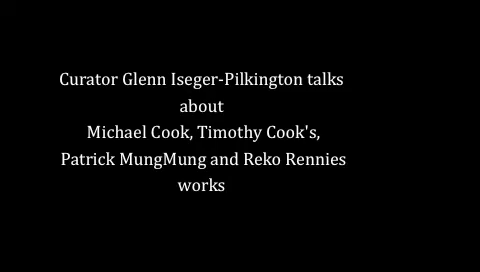 Curator Glenn Iseger-Pilkington talks
about
Michael Cook, Timothy Cook's,
Patrick MungMung and Reko Rennies
works